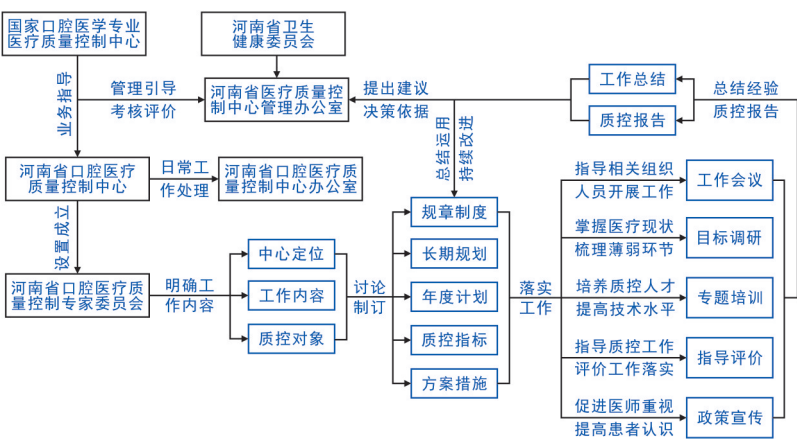 国家口腔医学专业
医疗质量控制中心
河南省卫生
健康委员会
业务指导
管理引导
考核评价
河南省医疗质量控
制中心管理办公室
提出建议
决策依据
工作总结
质控报告
总结经验
质控报告
总结运用
持续改进
河南省口腔医疗
质量控制中心
日常工
作处理
河南省口腔医疗质
量控制中心办公室
设置成立
河南省口腔医疗质
量控制专家委员会
明确工
作内容
中心定位
工作内容
质控对象
讨论
制订
规章制度
长期规划
年度计划
质控指标
方案措施
落实
工作
指导相关组织
人员开展工作
工作会议
掌握医疗现状
梳理薄弱环节
目标调研
培养质控人才
提高技术水平
专题培训
指导质控工作
评价工作落实
指导评价
促进医师重视
提高患者认识
政策宣传